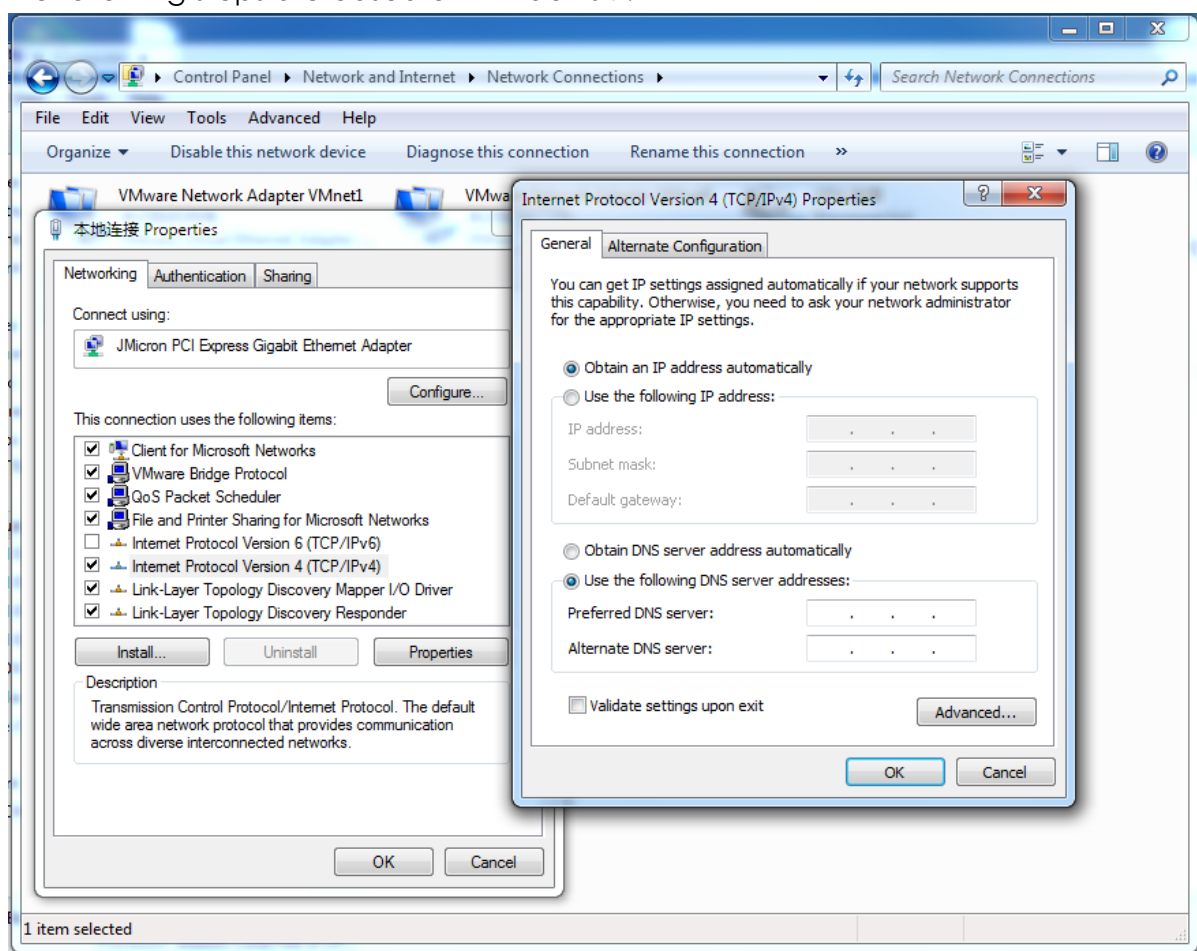 Control Panel ▸ Network and Internet ▸ Network Connections ▸
Search Network Connections
File Edit View Tools Advanced Help
Organize Disable this network device Diagnose this connection Rename this connection »
VMware Network Adapter VMnet1
本地连接 Properties
Networking Authentication Sharing
Connect using:
JMicron PCI Express Gigabit Ethernet Adapter
Configure...
This connection uses the following items:
Client for Microsoft Networks
VMware Bridge Protocol
QoS Packet Scheduler
File and Printer Sharing for Microsoft Networks
Internet Protocol Version 6 (TCP/IPv6)
Internet Protocol Version 4 (TCP/IPv4)
Link-Layer Topology Discovery Mapper I/O Driver
Link-Layer Topology Discovery Responder
Install... Uninstall Properties
Description
Transmission Control Protocol/Internet Protocol. The default
wide area network protocol that provides communication
across diverse interconnected networks.
OK Cancel
Internet Protocol Version 4 (TCP/IPv4) Properties
General Alternate Configuration
You can get IP settings assigned automatically if your network supports
this capability. Otherwise, you need to ask your network administrator
for the appropriate IP settings.
Obtain an IP address automatically
Use the following IP address:
IP address: . . .
Subnet mask: . . .
Default gateway: . . .
Obtain DNS server address automatically
Use the following DNS server addresses:
Preferred DNS server: . . .
Alternate DNS server: . . .
Validate settings upon exit
Advanced...
OK Cancel
1 item selected